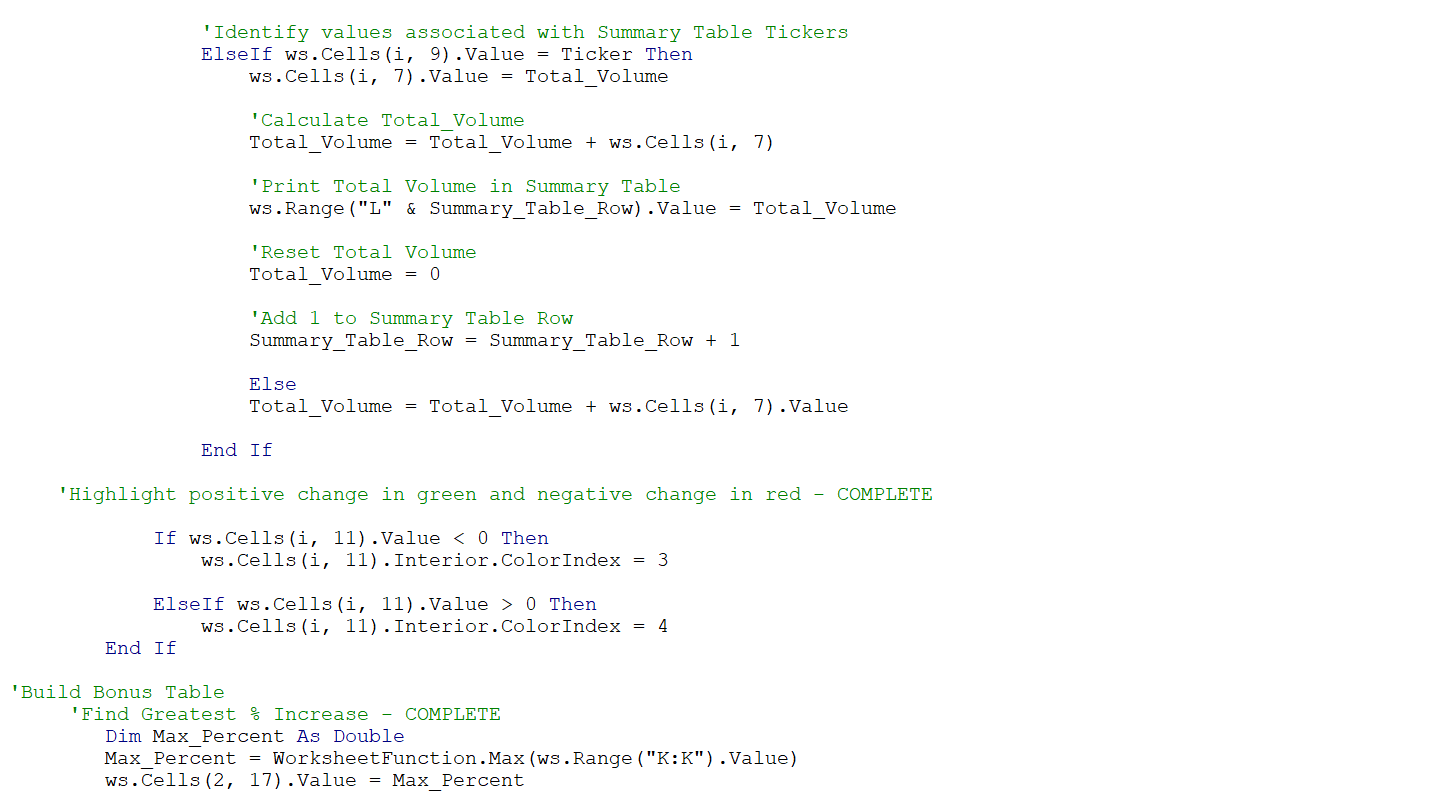 'Identify values associated with Summary Table Tickers
ElseIf ws.Cells(i, 9).Value = Ticker Then
ws.Cells(i, 7).Value = Total_Volume
'Calculate Total_Volume
Total_Volume = Total_Volume + ws.Cells(i, 7)
'Print Total Volume in Summary Table
ws.Range("L" & Summary_Table_Row).Value = Total_Volume
'Reset Total Volume
Total_Volume = 0
'Add 1 to Summary Table Row
Summary_Table_Row = Summary_Table_Row + 1
Else
Total_Volume = Total_Volume + ws.Cells(i, 7).Value
End If
'Highlight positive change in green and negative change in red - COMPLETE
If ws.Cells(i, 11).Value < 0 Then
ws.Cells(i, 11).Interior.ColorIndex = 3
ElseIf ws.Cells(i, 11).Value > 0 Then
ws.Cells(i, 11).Interior.ColorIndex = 4
End If
'Build Bonus Table
'Find Greatest % Increase - COMPLETE
Dim Max_Percent As Double
Max_Percent = WorksheetFunction.Max(ws.Range("K:K").Value)
ws.Cells(2, 17).Value = Max_Percent